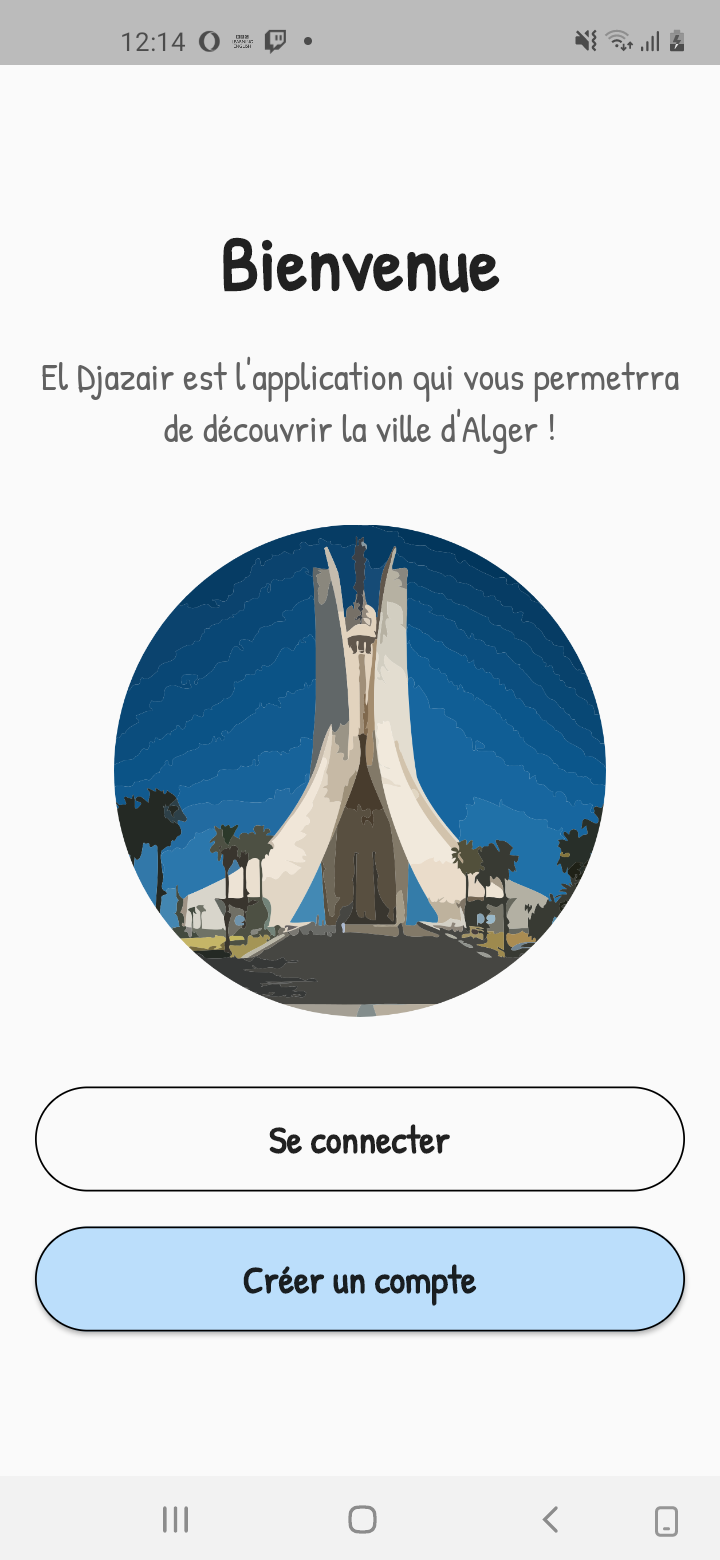 12:14
Bienvenue
El Djazair est l'application qui vous permetrra
de découvrir la ville d'Alger !
Se connecter
Créer un compte